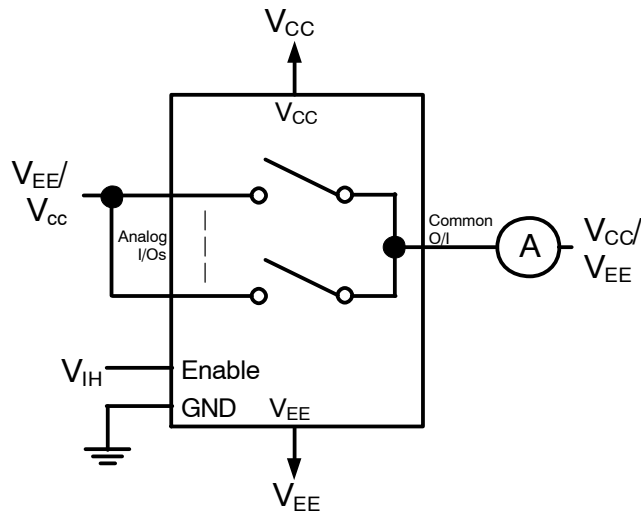 VCC
VCC
VEE/
Vcc
Analog
I/Os
Common
O/I
A
VCC/
VEE
VIH
Enable
GND
VEE
VEE